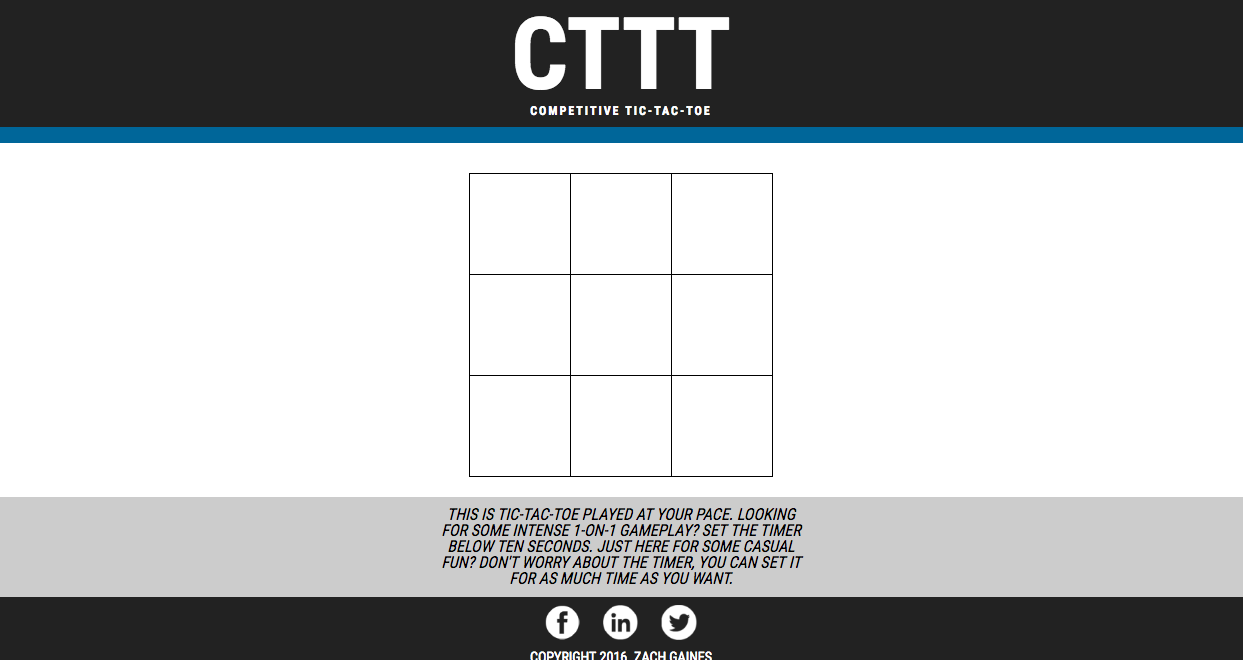 CTTT
COMPETITIVE TIC-TAC-TOE
THIS IS TIC-TAC-TOE PLAYED AT YOUR PACE. LOOKING
FOR SOME INTENSE 1-ON-1 GAMEPLAY? SET THE TIMER
BELOW TEN SECONDS. JUST HERE FOR SOME CASUAL
FUN? DON'T WORRY ABOUT THE TIMER, YOU CAN SET IT
FOR AS MUCH TIME AS YOU WANT.
f in
COPYRIGHT 2016, ZACH GAINES